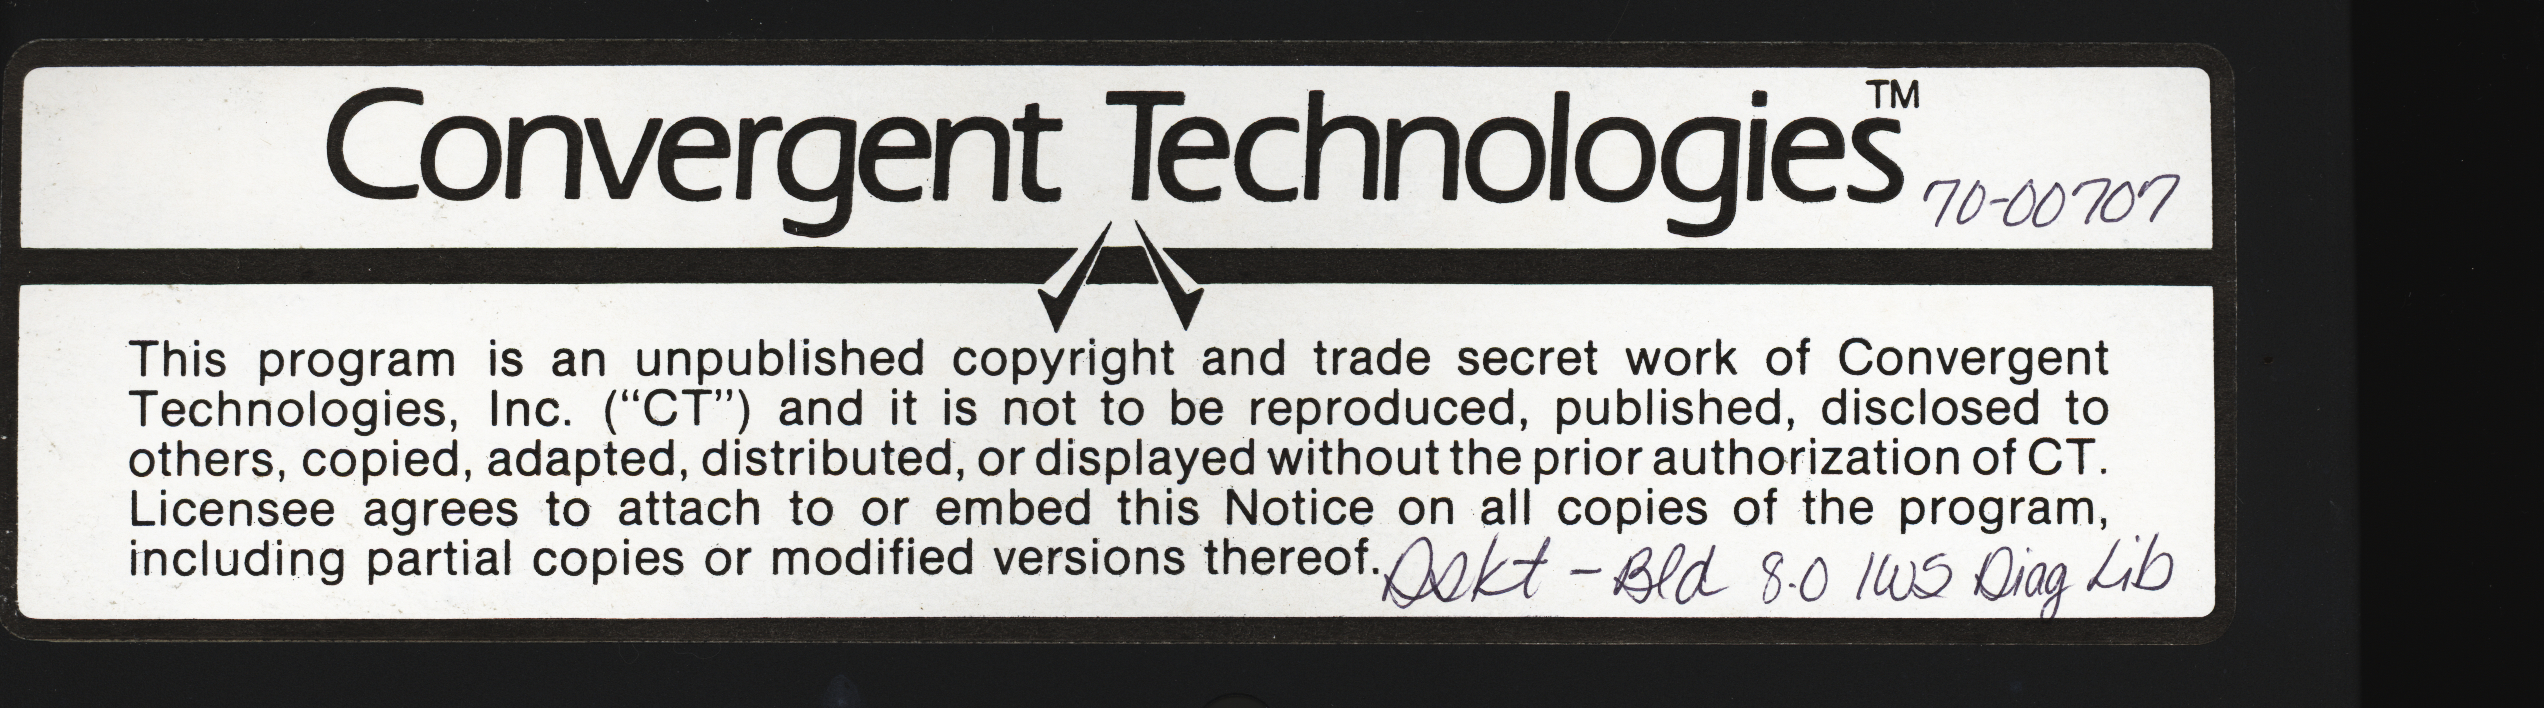 Convergent Technologies™
70-00707
This program is an unpublished copyright and trade secret work of Convergent
Technologies, Inc. (“CT”) and it is not to be reproduced, published, disclosed to
others, copied, adapted, distributed, or displayed without the prior authorization of CT.
Licensee agrees to attach to or embed this Notice on all copies of the program,
including partial copies or modified versions thereof.
Dskt - Bld 8.0 IWS Diag Lib